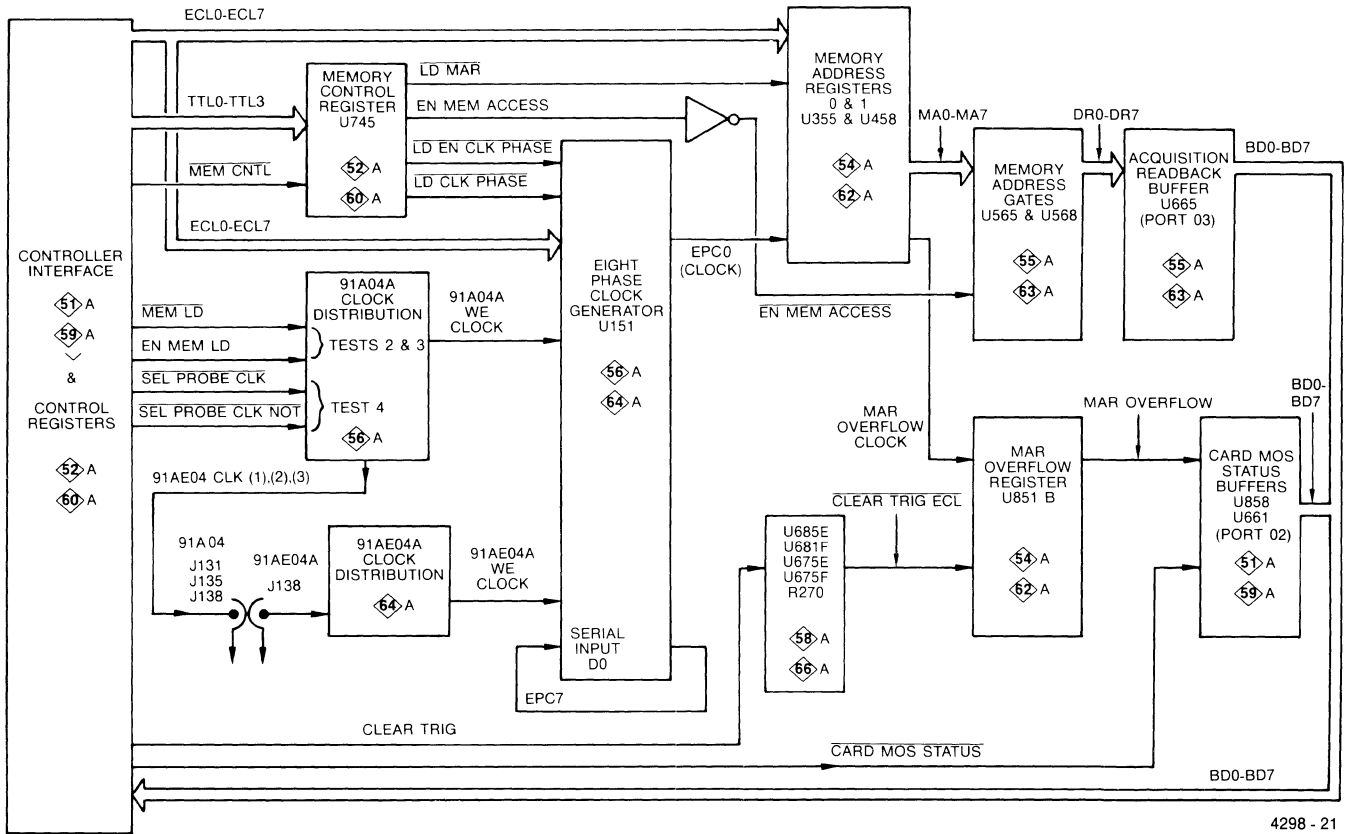 ECL0-ECL7
TTL0-TTL3
MEM CNTL
ECL0-ECL7
CONTROLLER
INTERFACE
51 A
59 A
&
CONTROL
REGISTERS
52 A
60 A
MEMORY
CONTROL
REGISTER
U745
52 A
60 A
LD MAR
EN MEM ACCESS
LD EN CLK PHASE
LD CLK PHASE
MEM LD
EN MEM LD
SEL PROBE CLK
SEL PROBE CLK NOT
91A04A
CLOCK
DISTRIBUTION
TESTS 2 & 3
TEST 4
56 A
91A04A
WE
CLOCK
91AE04 CLK (1),(2),(3)
91A04
J131
J135
J138
91AE04A
J138
91AE04A
CLOCK
DISTRIBUTION
64 A
91AE04A
WE
CLOCK
EIGHT
PHASE
CLOCK
GENERATOR
U151
56 A
64 A
SERIAL
INPUT
D0
EPC7
EPC0
(CLOCK)
EN MEM ACCESS
MEMORY
ADDRESS
REGISTERS
0 & 1
U355 & U458
54 A
62 A
MA0-MA7
MEMORY
ADDRESS
GATES
U565 & U568
55 A
63 A
DR0-DR7
ACQUISITION
READBACK
BUFFER
U665
(PORT 03)
55 A
63 A
BD0-BD7
MAR
OVERFLOW
CLOCK
CLEAR TRIG ECL
U685E
U681F
U675E
U675F
R270
58 A
66 A
MAR
OVERFLOW
REGISTER
U851 B
54 A
62 A
MAR OVERFLOW
CARD MOS
STATUS
BUFFERS
U858
U661
(PORT 02)
51 A
59 A
BD0-
BD7
CLEAR TRIG
CARD MOS STATUS
BD0-BD7
4298 - 21